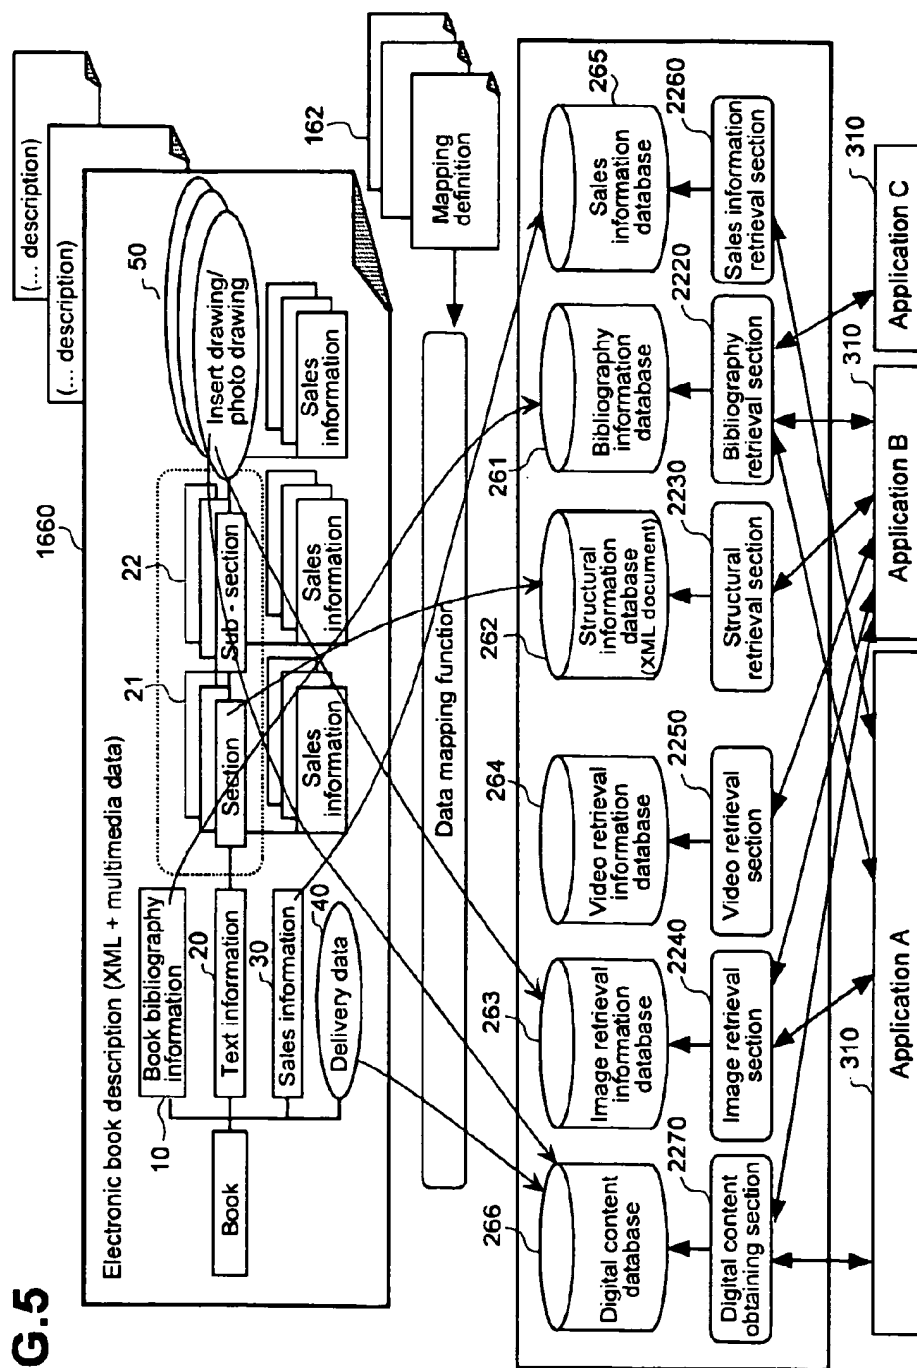 G.5
(... description)
(... description)
1660
Electronic book description (XML + multimedia data)
Book
10
Book bibliography
information
20
Text information
30
Sales information
40
Delivery data
21
Section
22
Sub - section
50
Insert drawing/
photo drawing
Sales
information
Sales
information
Sales
information
162
Mapping
definition
Data mapping function
266
Digital content
database
263
Image retrieval
information
database
264
Video retrieval
information
database
262
Structural
information
database
(XML document)
261
Bibliography
information
database
265
Sales
information
database
2270
Digital content
obtaining section
2240
Image retrieval
section
2250
Video retrieval
section
2230
Structural
retrieval section
2220
Bibliography
retrieval section
2260
Sales information
retrieval section
310
Application A
310
Application B
310
Application C